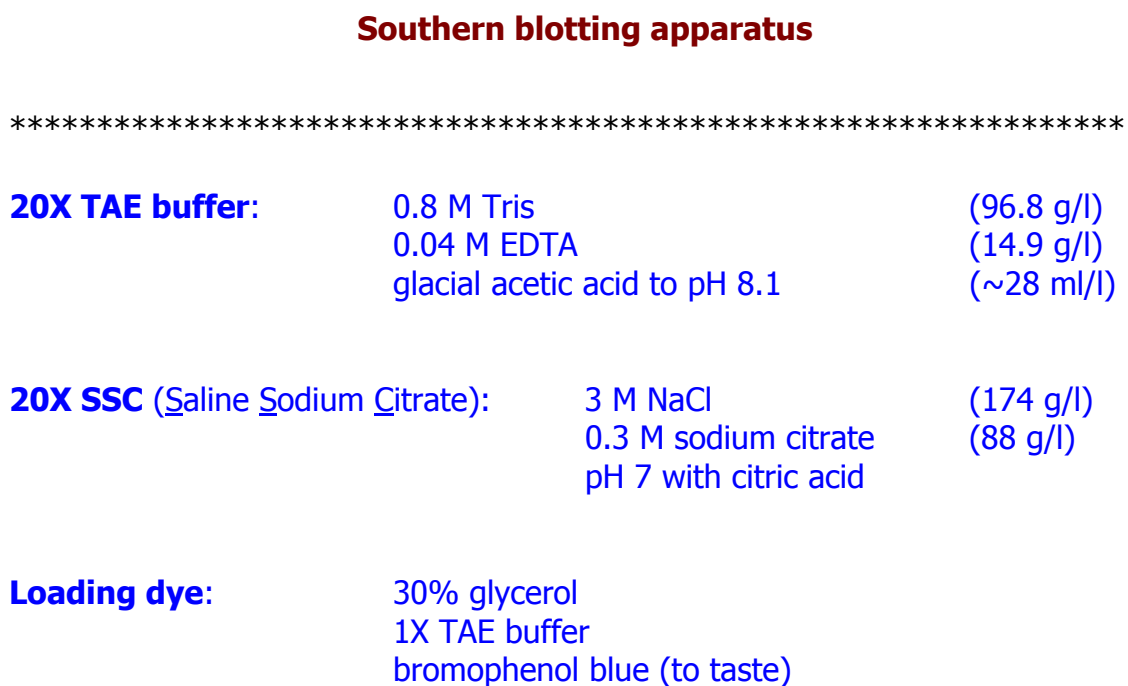 Southern blotting apparatus
****************************************************************
20X TAE buffer: 0.8 M Tris (96.8 g/l)
0.04 M EDTA (14.9 g/l)
glacial acetic acid to pH 8.1 (~28 ml/l)
20X SSC (Saline Sodium Citrate): 3 M NaCl (174 g/l)
0.3 M sodium citrate (88 g/l)
pH 7 with citric acid
Loading dye: 30% glycerol
1X TAE buffer
bromophenol blue (to taste)